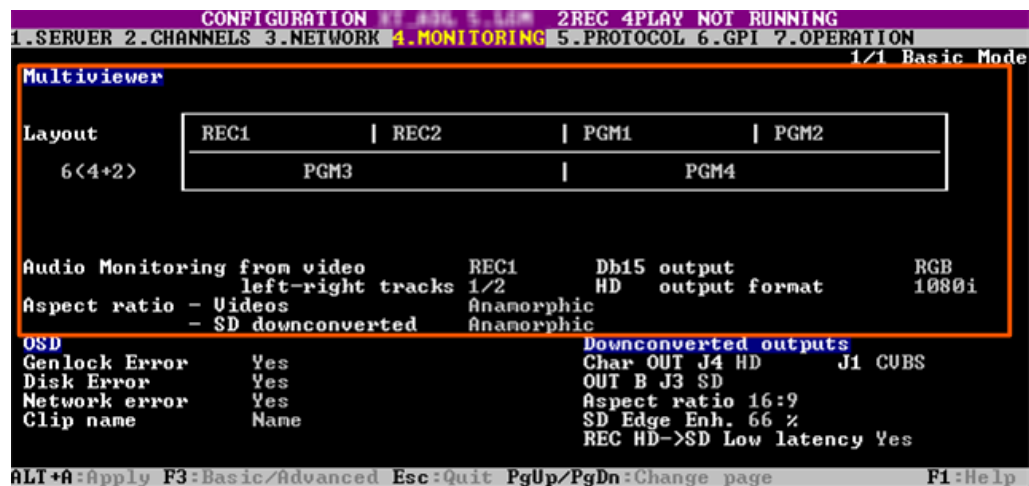 CONFIGURATION 2REC 4PLAY NOT RUNNING
1.SERVER 2.CHANNELS 3.NETWORK 4.MONITORING 5.PROTOCOL 6.GPI 7.OPERATION
1/1 Basic Mode
Multiviewer
Layout REC1 | REC2 | PGM1 | PGM2
6(4+2) PGM3 | PGM4
Audio Monitoring from video REC1 Db15 output RGB
left-right tracks 1/2 HD output format 1080i
Aspect ratio - Videos Anamorphic
- SD downconverted Anamorphic
OSD Downconverted outputs
Genlock Error Yes Char OUT J4 HD J1 CVBS
Disk Error Yes OUT B J3 SD
Network error Yes Aspect ratio 16:9
Clip name Name SD Edge Enh. 66 %
REC HD->SD Low latency Yes
ALT+A:Apply F3:Basic/Advanced Esc:Quit PgUp/PgDn:Change page F1:Help